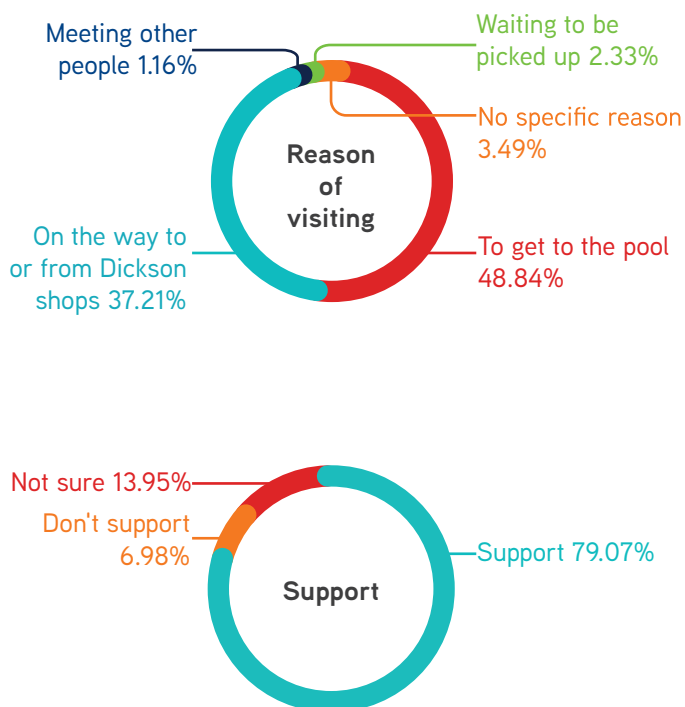 Meeting other
people 1.16%
Waiting to be
picked up 2.33%
No specific reason
3.49%
Reason
of
visiting
On the way to
or from Dickson
shops 37.21%
To get to the pool
48.84%
Not sure 13.95%
Don't support
6.98%
Support 79.07%
Support